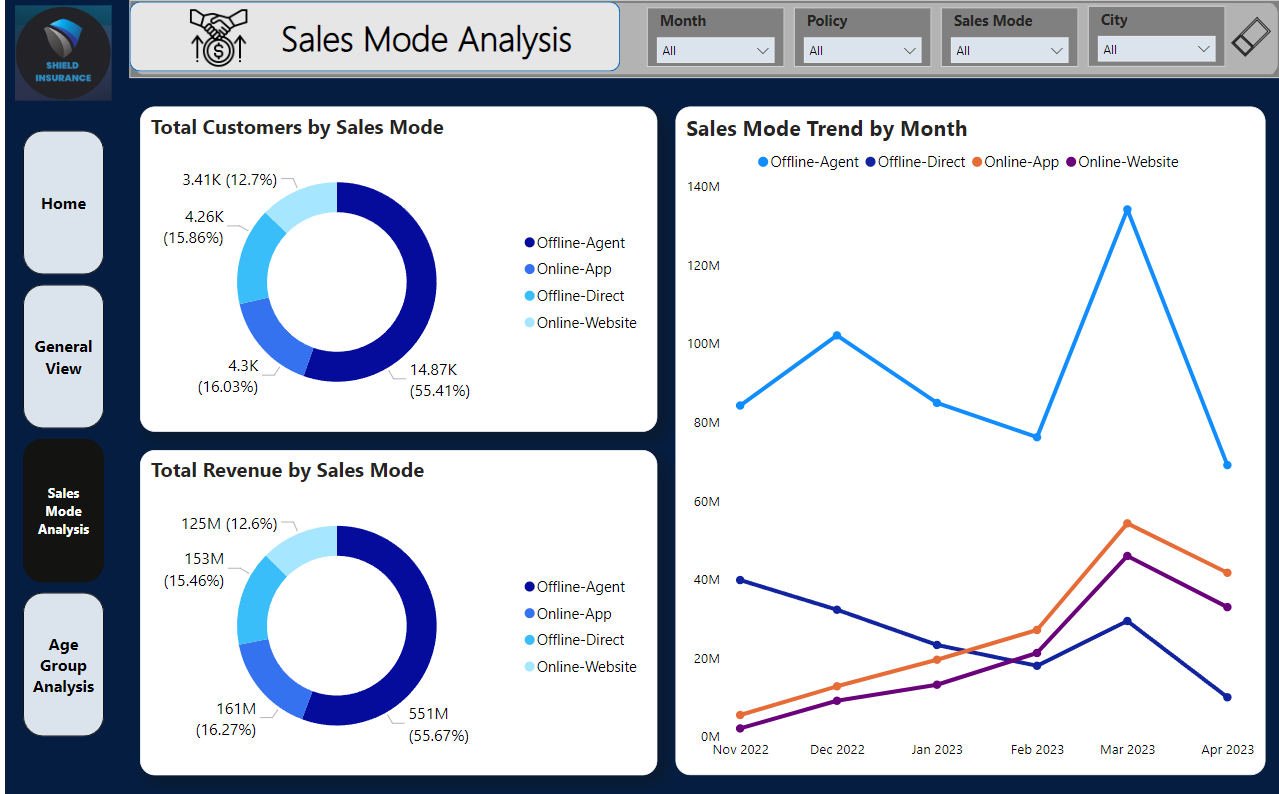 SHIELD
INSURANCE
Sales Mode Analysis
Month
All
Policy
All
Sales Mode
All
City
All
Home
General
View
Sales
Mode
Analysis
Age
Group
Analysis
Total Customers by Sales Mode
3.41K (12.7%)
4.26K
(15.86%)
4.3K
(16.03%)
14.87K
(55.41%)
Offline-Agent
Online-App
Offline-Direct
Online-Website
Total Revenue by Sales Mode
125M (12.6%)
153M
(15.46%)
161M
(16.27%)
551M
(55.67%)
Offline-Agent
Online-App
Offline-Direct
Online-Website
Sales Mode Trend by Month
Offline-Agent Offline-Direct Online-App Online-Website
140M
120M
100M
80M
60M
40M
20M
0M
Nov 2022 Dec 2022 Jan 2023 Feb 2023 Mar 2023 Apr 2023